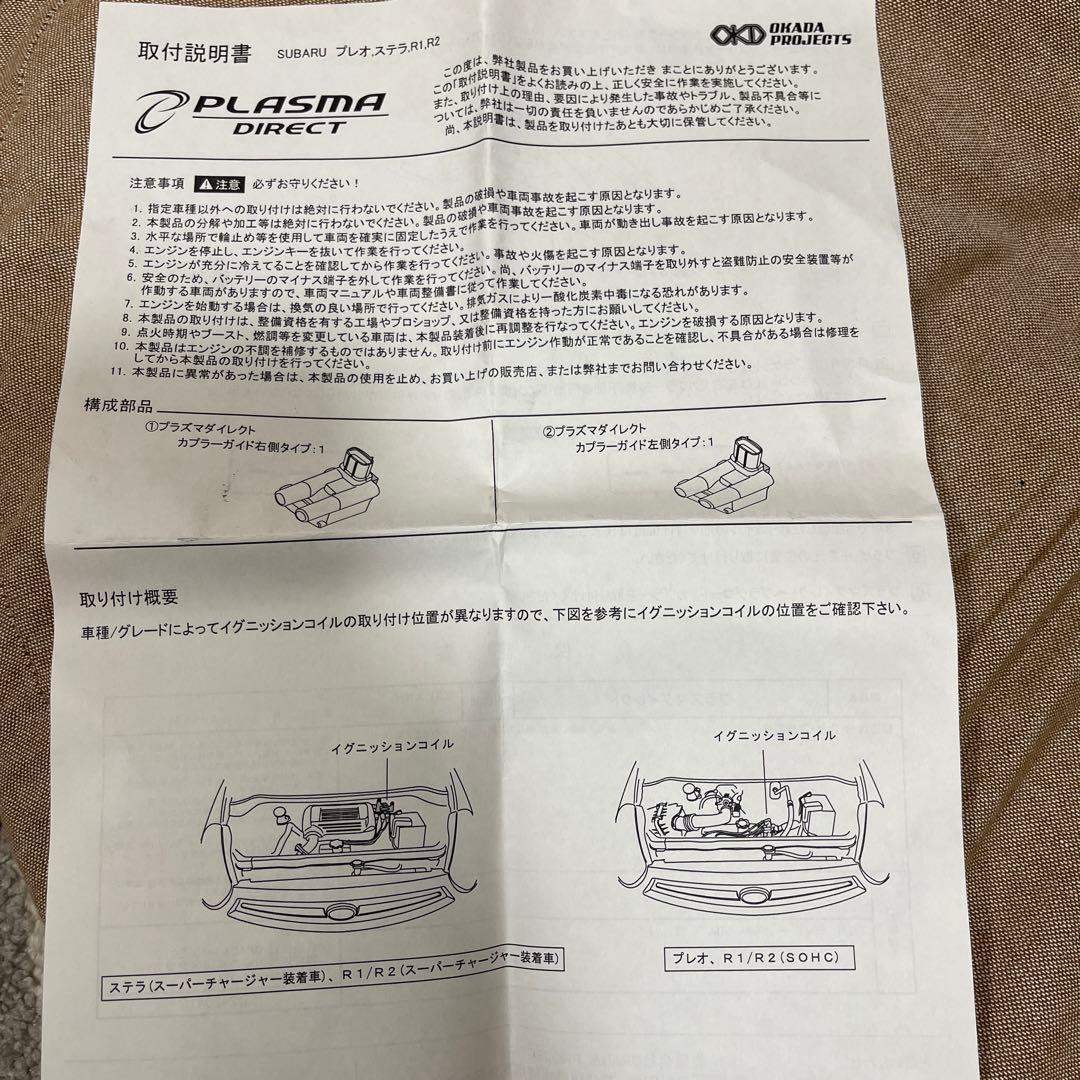 取付説明書 SUBARU プレオ,ステラ,R1,R2
OKADA
PROJECTS
PLASMA
DIRECT
この度は、弊社製品をお買い上げいただき まことにありがとうございます。
この「取付説明書」をよくお読みの上、正しく安全に作業を実施してください。
また、取り付け上の理由、要因により発生した事故やトラブル、製品不具合等に
ついては、弊社は一切の責任を負いませんのであらかじめご了承ください。
尚、本説明書は、製品を取り付けたあとも大切に保管してください。
注意事項 注意 必ずお守りください！
1. 指定車種以外への取り付けは絶対に行わないでください。製品の破損や車両事故を起こす原因となります。
2. 本製品の分解や加工等は絶対に行わないでください。製品の破損や車両事故を起こす原因となります。
3. 水平な場所で輪止め等を使用して車両を確実に固定したうえで作業を行ってください。車両が動き出し事故を起こす原因となります。
4. エンジンを停止し、エンジンキーを抜いて作業を行ってください。
5. エンジンが充分に冷えてることを確認してから作業を行ってください。事故や火傷を起こす原因となります。
6. 安全のため、バッテリーのマイナス端子を外して作業を行ってください。尚、バッテリーのマイナス端子を取り外すと盗難防止の安全装置等が
作動する車両がありますので、車両マニュアルや車両整備書に従って作業してください。
7. エンジンを始動する場合は、換気の良い場所で行ってください。排気ガスにより一酸化炭素中毒になる恐れがあります。
8. 本製品の取り付けは、整備資格を有する工場やプロショップ、又は整備資格を持った方にお願いしてください。
9. 点火時期やブースト、燃調等を変更している車両は、本製品装着後に再調整を行なってください。エンジンを破損する原因となります。
10. 本製品はエンジンの不調を補修するものではありません。取り付け前にエンジン作動が正常であることを確認し、不具合がある場合は修理を
してから本製品の取り付けを行ってください。
11. 本製品に異常があった場合は、本製品の使用を止め、お買い上げの販売店、または弊社までお問い合わせください。
構成部品
①プラズマダイレクト
カプラーガイド右側タイプ：1
②プラズマダイレクト
カプラーガイド左側タイプ：1
取り付け概要
車種/グレードによってイグニッションコイルの取り付け位置が異なりますので、下図を参考にイグニッションコイルの位置をご確認下さい。
イグニッションコイル
イグニッションコイル
ステラ(スーパーチャージャー装着車)、R1/R2(スーパーチャージャー装着車)
プレオ、R1/R2(SOHC)